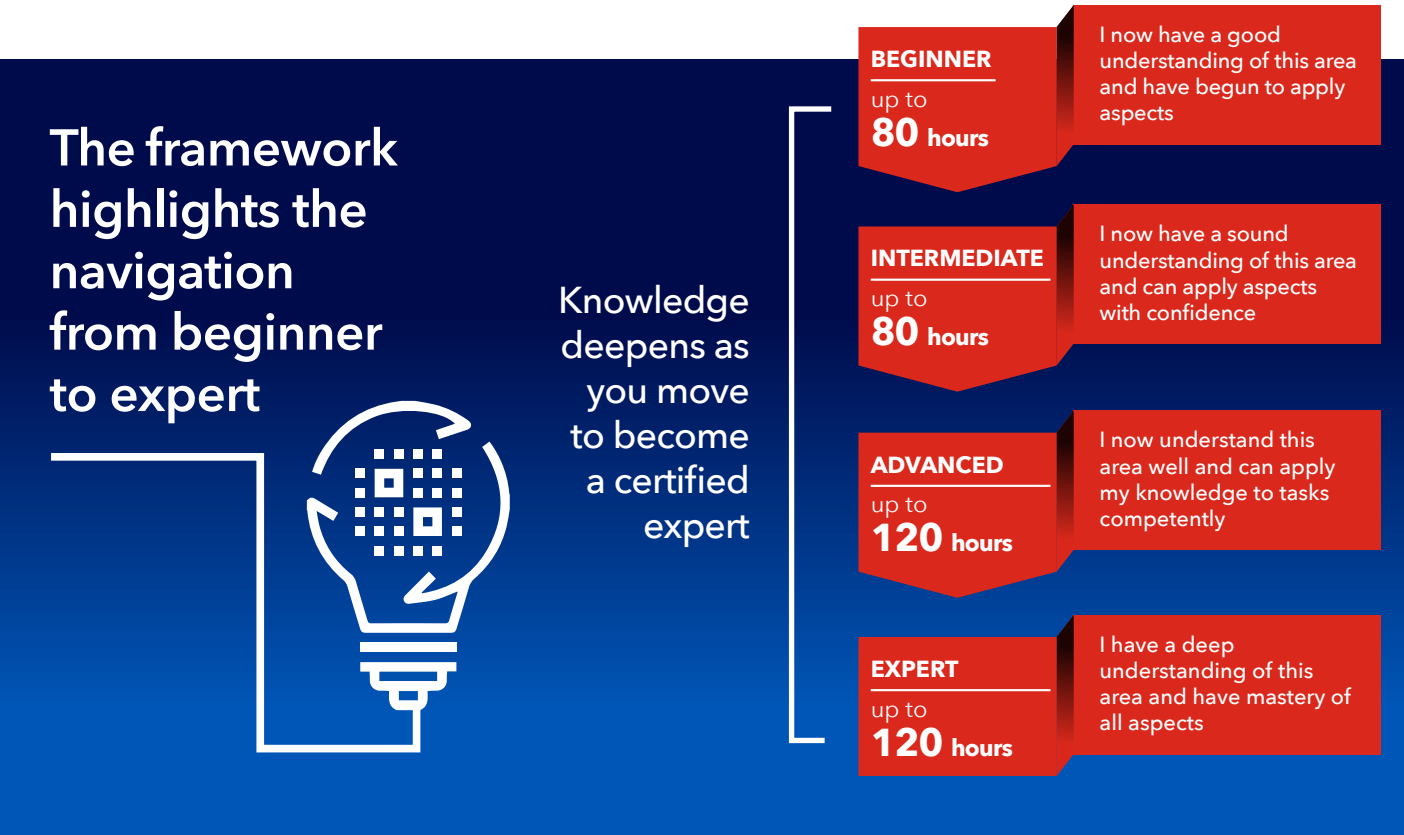 The framework
highlights the
navigation
from beginner
to expert
Knowledge
deepens as
you move
to become
a certified
expert
BEGINNER
up to
80 hours
I now have a good
understanding of this area
and have begun to apply
aspects
INTERMEDIATE
up to
80 hours
I now have a sound
understanding of this area
and can apply aspects
with confidence
ADVANCED
up to
120 hours
I now understand this
area well and can apply
my knowledge to tasks
competently
EXPERT
up to
120 hours
I have a deep
understanding of this
area and have mastery of
all aspects